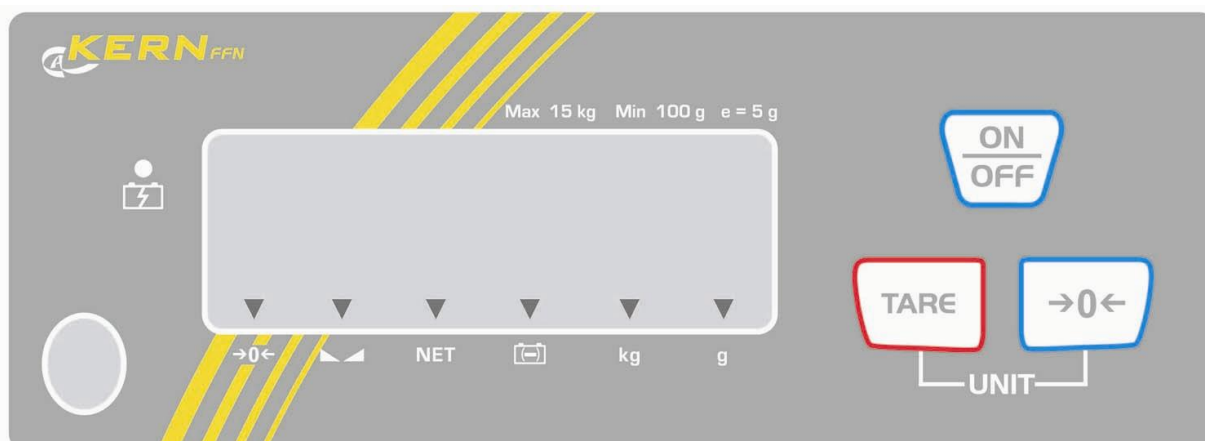 KERN FFN
Max 15 kg Min 100 g e = 5 g
ON
OFF
TARE
→0←
→0← NET kg g
UNIT